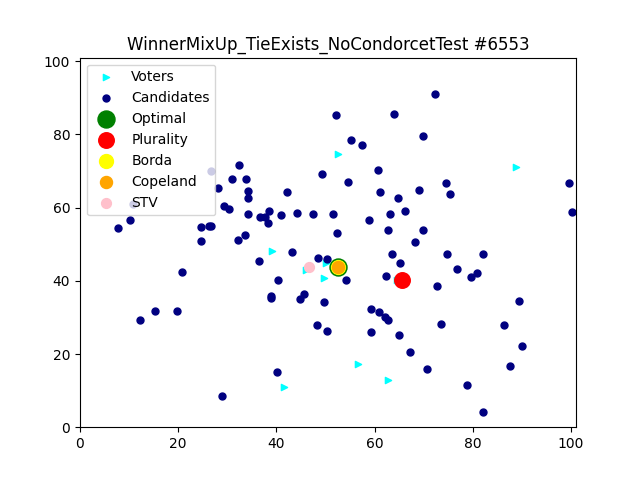 WinnerMixUp_TieExists_NoCondorcetTest #6553
Voters
Candidates
Optimal
Plurality
Borda
Copeland
STV
100
80
60
40
20
0
0 20 40 60 80 100